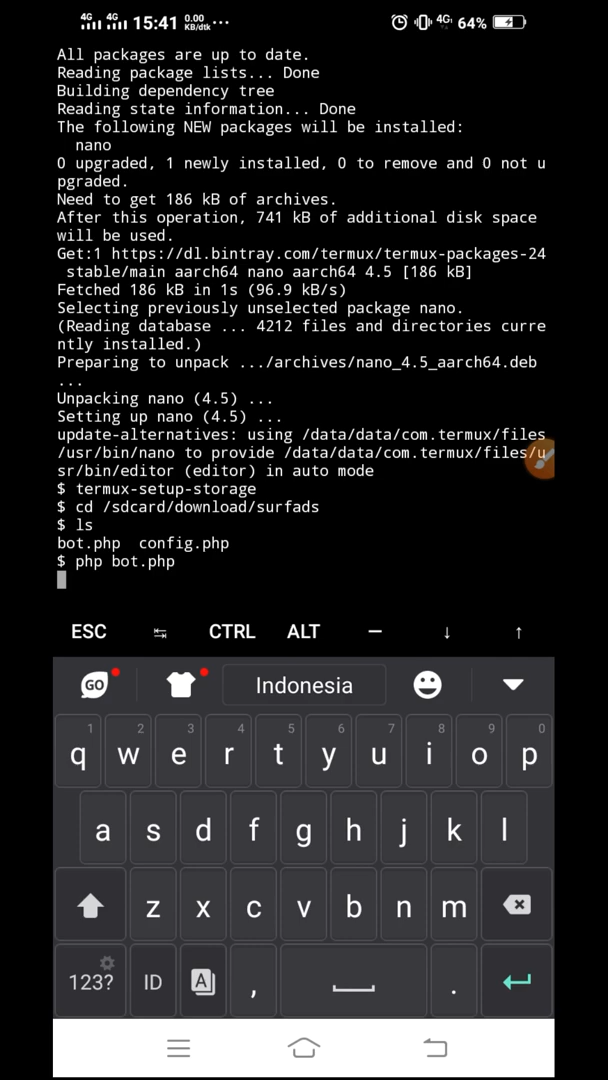 4G 4G 15:41 0.00 KB/dtk ... 4G 64%
All packages are up to date.
Reading package lists... Done
Building dependency tree
Reading state information... Done
The following NEW packages will be installed:
  nano
0 upgraded, 1 newly installed, 0 to remove and 0 not u
pgraded.
Need to get 186 kB of archives.
After this operation, 741 kB of additional disk space
will be used.
Get:1 https://dl.bintray.com/termux/termux-packages-24
 stable/main aarch64 nano aarch64 4.5 [186 kB]
Fetched 186 kB in 1s (96.9 kB/s)
Selecting previously unselected package nano.
(Reading database ... 4212 files and directories curre
ntly installed.)
Preparing to unpack .../archives/nano_4.5_aarch64.deb
...
Unpacking nano (4.5) ...
Setting up nano (4.5) ...
update-alternatives: using /data/data/com.termux/files
/usr/bin/nano to provide /data/data/com.termux/files/u
sr/bin/editor (editor) in auto mode
$ termux-setup-storage
$ cd /sdcard/download/surfads
$ ls
bot.php  config.php
$ php bot.php
ESC CTRL ALT — ↓ ↑
GO Indonesia
1 2 3 4 5 6 7 8 9 0
q w e r t y u i o p
a s d f g h j k l
z x c v b n m
123? ID A , .